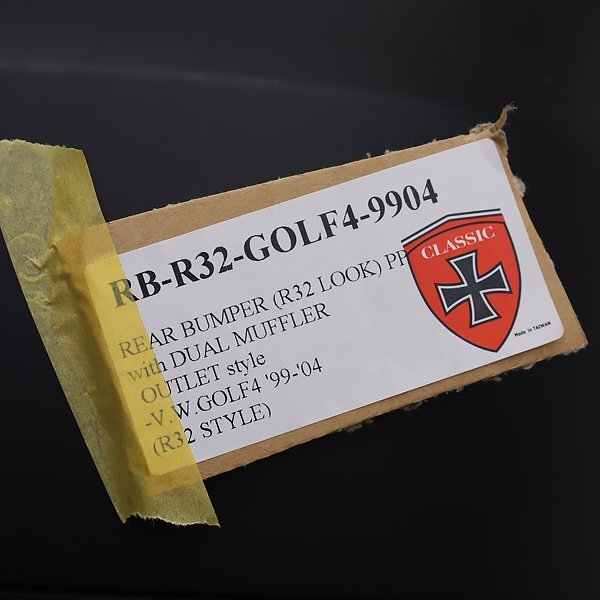 RB-R32-GOLF4-9904
REAR BUMPER (R32 LOOK) PP
with DUAL MUFFLER
OUTLET style
-V.W.GOLF4 '99-'04
(R32 STYLE)
CLASSIC
Made in TAIWAN